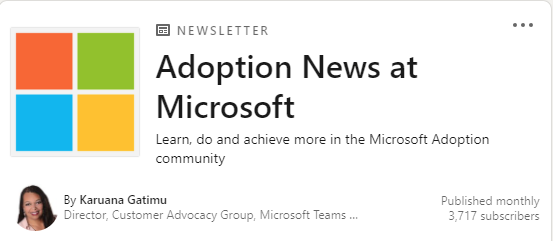 NEWSLETTER
Adoption News at
Microsoft
Learn, do and achieve more in the Microsoft Adoption
community
By Karuana Gatimu
Director, Customer Advocacy Group, Microsoft Teams ...
Published monthly
3,717 subscribers